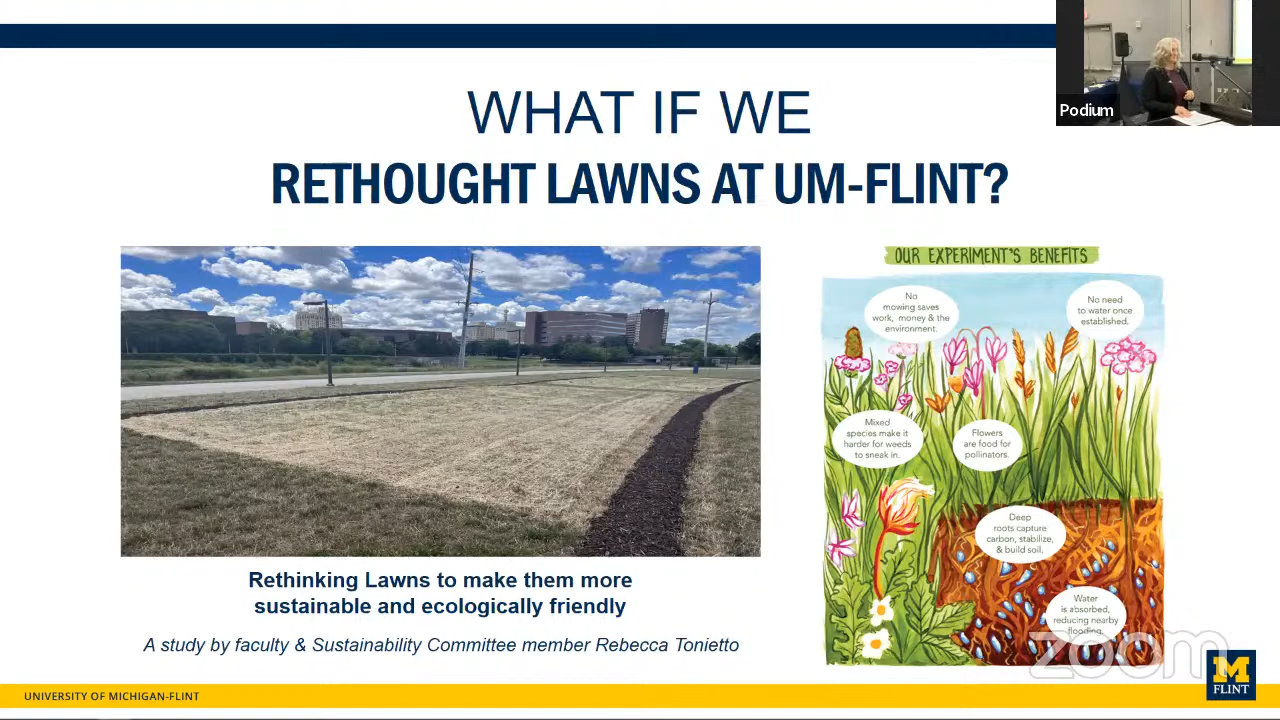 Podium
WHAT IF WE
RETHOUGHT LAWNS AT UM-FLINT?
OUR EXPERIMENT'S BENEFITS
No
mowing saves
work, money & the
environment.
No need
to water once
established.
Mixed
species make it
harder for weeds
to sneak in.
Flowers
are food for
pollinators.
Deep
roots capture
carbon, stabilize,
& build soil.
Water
is absorbed,
reducing nearby
flooding.
Rethinking Lawns to make them more
sustainable and ecologically friendly
A study by faculty & Sustainability Committee member Rebecca Tonietto
zoom
UNIVERSITY OF MICHIGAN-FLINT
M
FLINT